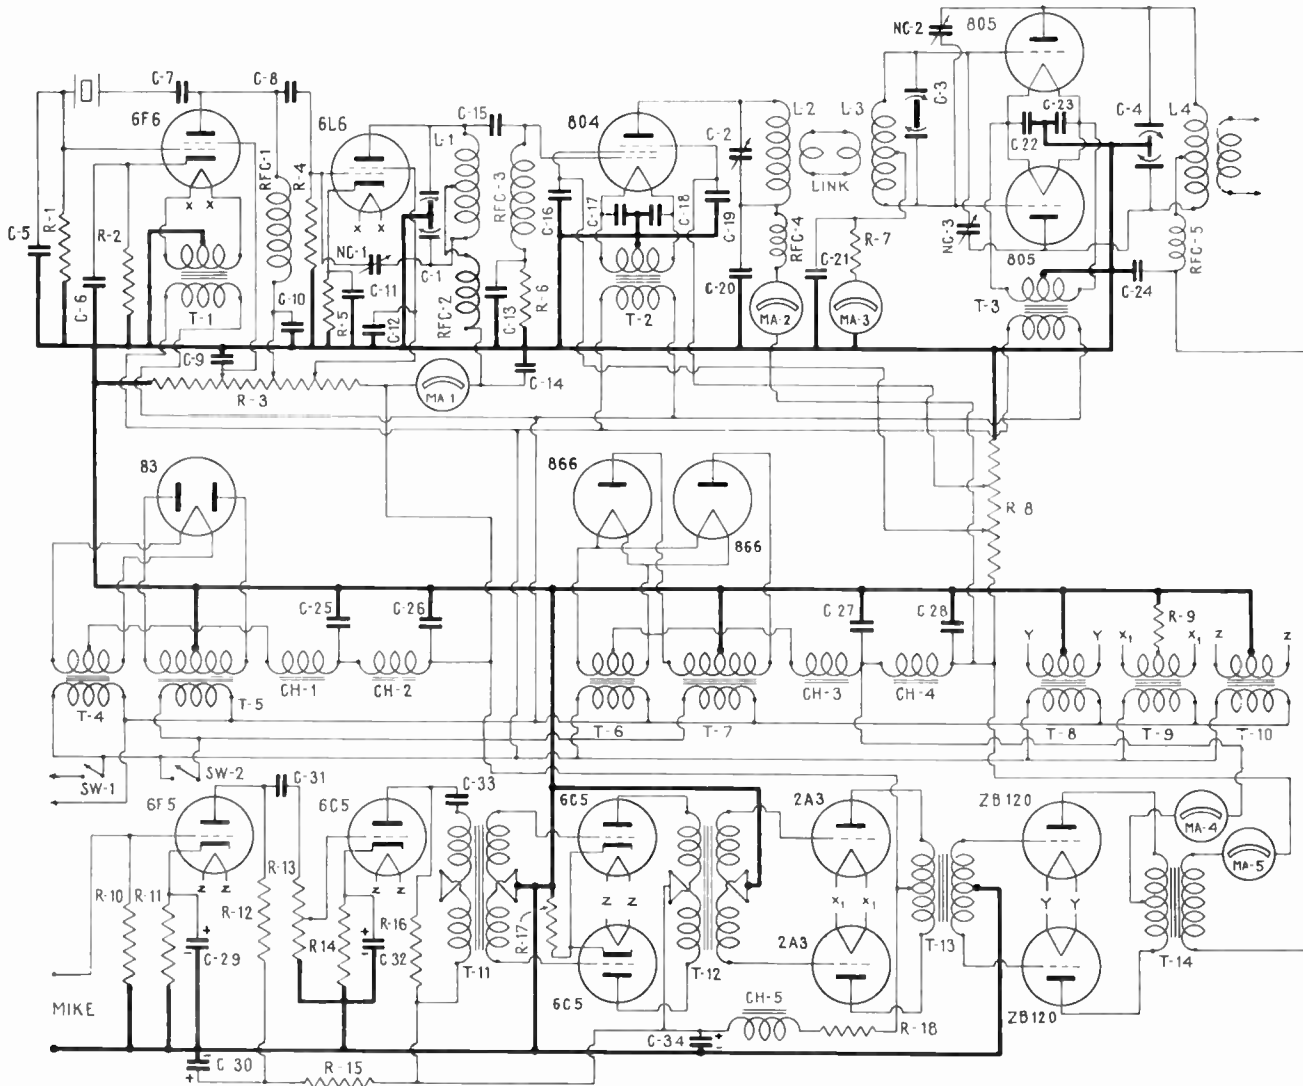 NC-2
805
C-7
C-8
6F6
6L6
C-15
804
L-2
L-3
C-3
C-23
C-4
L4
C-2
C22
RFC-1
R-4
L-1
RFC-3
LINK
C-5
R-1
R-2
X X
X X
C-16
C-17
C-18
C-19
RFC-4
R-7
NC-3
805
RFC-5
C-6
T-1
C-10
NC-1
C-1
C-11
R-5
C-12
RFC-2
C-13
R-6
T-2
C-20
MA-2
C-21
MA-3
T-3
C-24
C-9
R-3
MA1
C-14
83
866
866
R-8
C-25
C-26
C 27
C 28
R-9
Y Y X1 X1 Z Z
T-4
T-5
CH-1
CH-2
T-6
T-7
CH-3
CH-4
T-8
T-9
T-10
SW-1
SW-2
6F5
C-31
6C5
C-33
6C5
2A3
ZB120
MA-4
MA-5
R-10
R-11
Z Z
R-12
R-13
Z Z
R14
R-16
R-17
Z Z
X1 X1
Y Y
C-29
C-32
T-11
T-12
2A3
T-13
T-14
MIKE
6C5
CH-5
ZB120
C-30
R-15
C-34
R-18